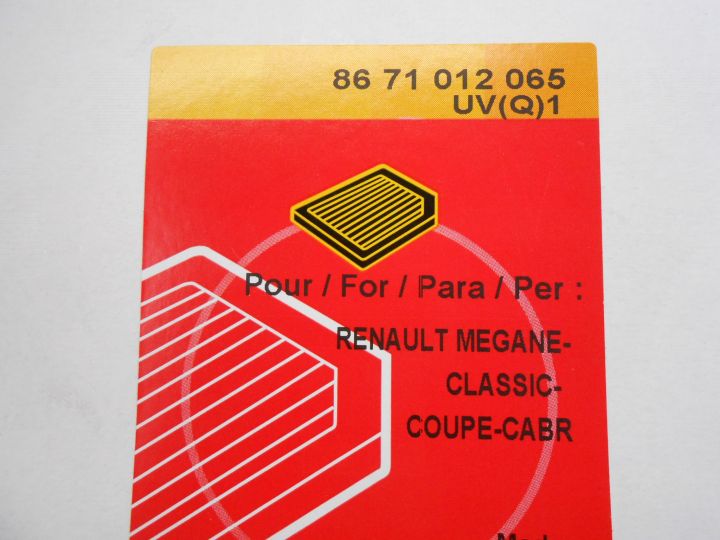 86 71 012 065
UV(Q)1
Pour / For / Para / Per :
RENAULT MEGANE-
CLASSIC-
COUPE-CABR